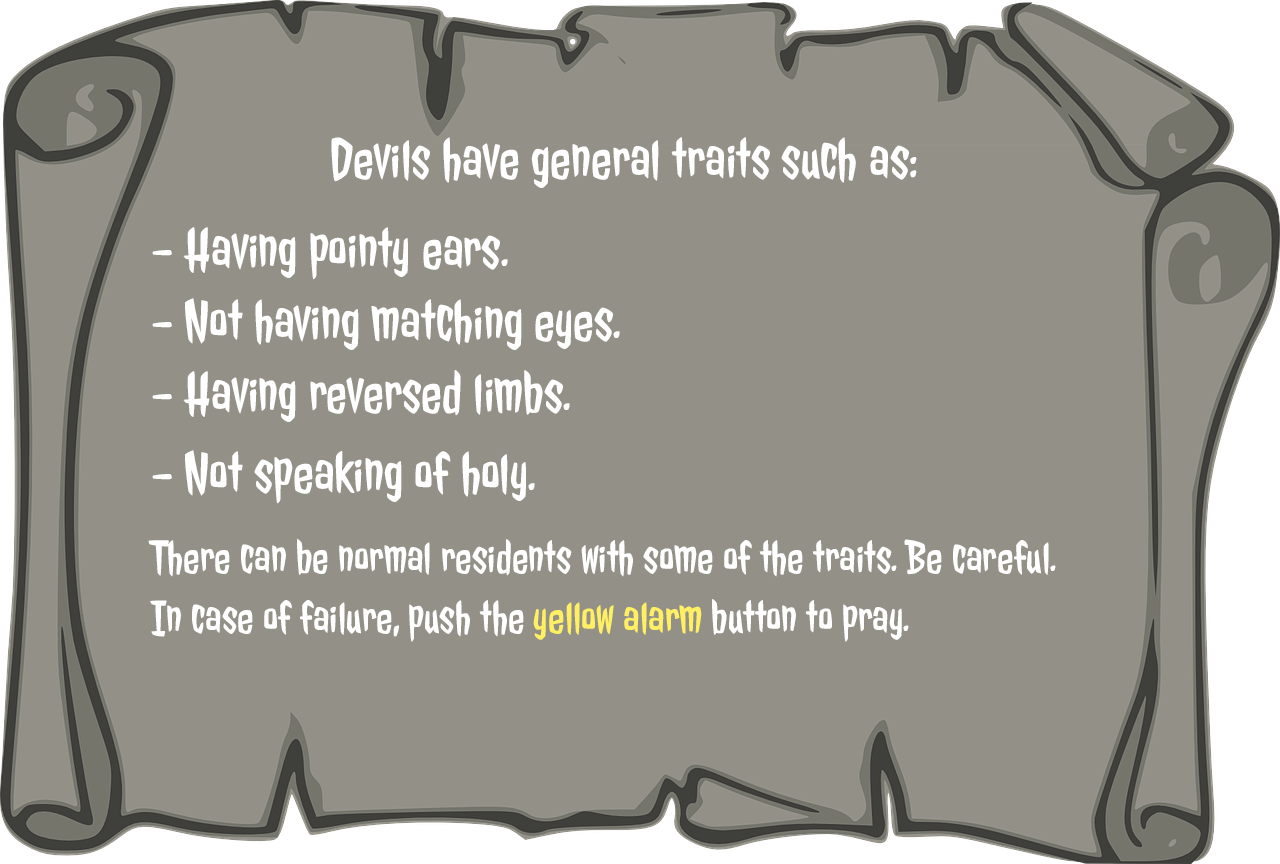 Devils have general traits such as:
- Having pointy ears.
- Not having matching eyes.
- Having reversed limbs.
- Not speaking of holy.
There can be normal residents with some of the traits. Be careful.
In case of failure, push the yellow alarm button to pray.